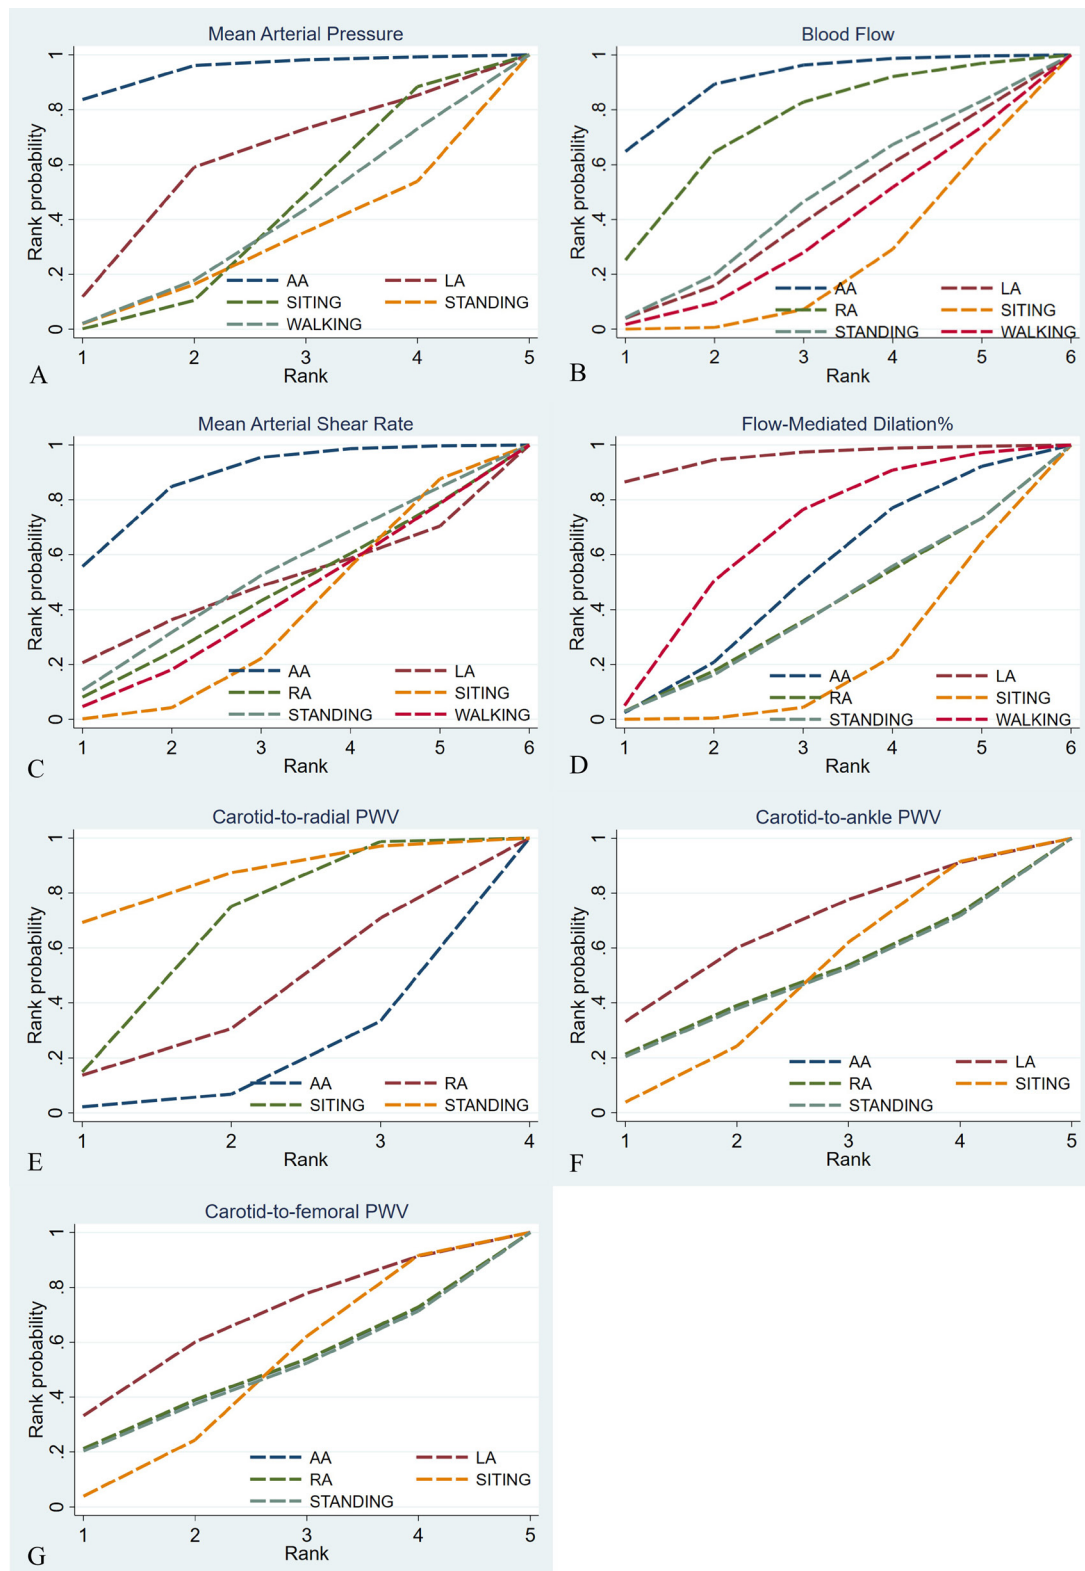 Mean Arterial Pressure
Rank probability
0 .2 .4 .6 .8 1
AA LA
SITING STANDING
WALKING
1 2 3 4 5
Rank
A
Blood Flow
Rank probability
0 .2 .4 .6 .8 1
AA LA
RA SITING
STANDING WALKING
1 2 3 4 5 6
Rank
B
Mean Arterial Shear Rate
Rank probability
0 .2 .4 .6 .8 1
AA LA
RA SITING
STANDING WALKING
1 2 3 4 5 6
Rank
C
Flow-Mediated Dilation%
Rank probability
0 .2 .4 .6 .8 1
AA LA
RA SITING
STANDING WALKING
1 2 3 4 5 6
Rank
D
Carotid-to-radial PWV
Rank probability
0 .2 .4 .6 .8 1
AA RA
SITING STANDING
1 2 3 4
Rank
E
Carotid-to-ankle PWV
Rank probability
0 .2 .4 .6 .8 1
AA LA
RA SITING
STANDING
1 2 3 4 5
Rank
F
Carotid-to-femoral PWV
Rank probability
0 .2 .4 .6 .8 1
AA LA
RA SITING
STANDING
1 2 3 4 5
Rank
G